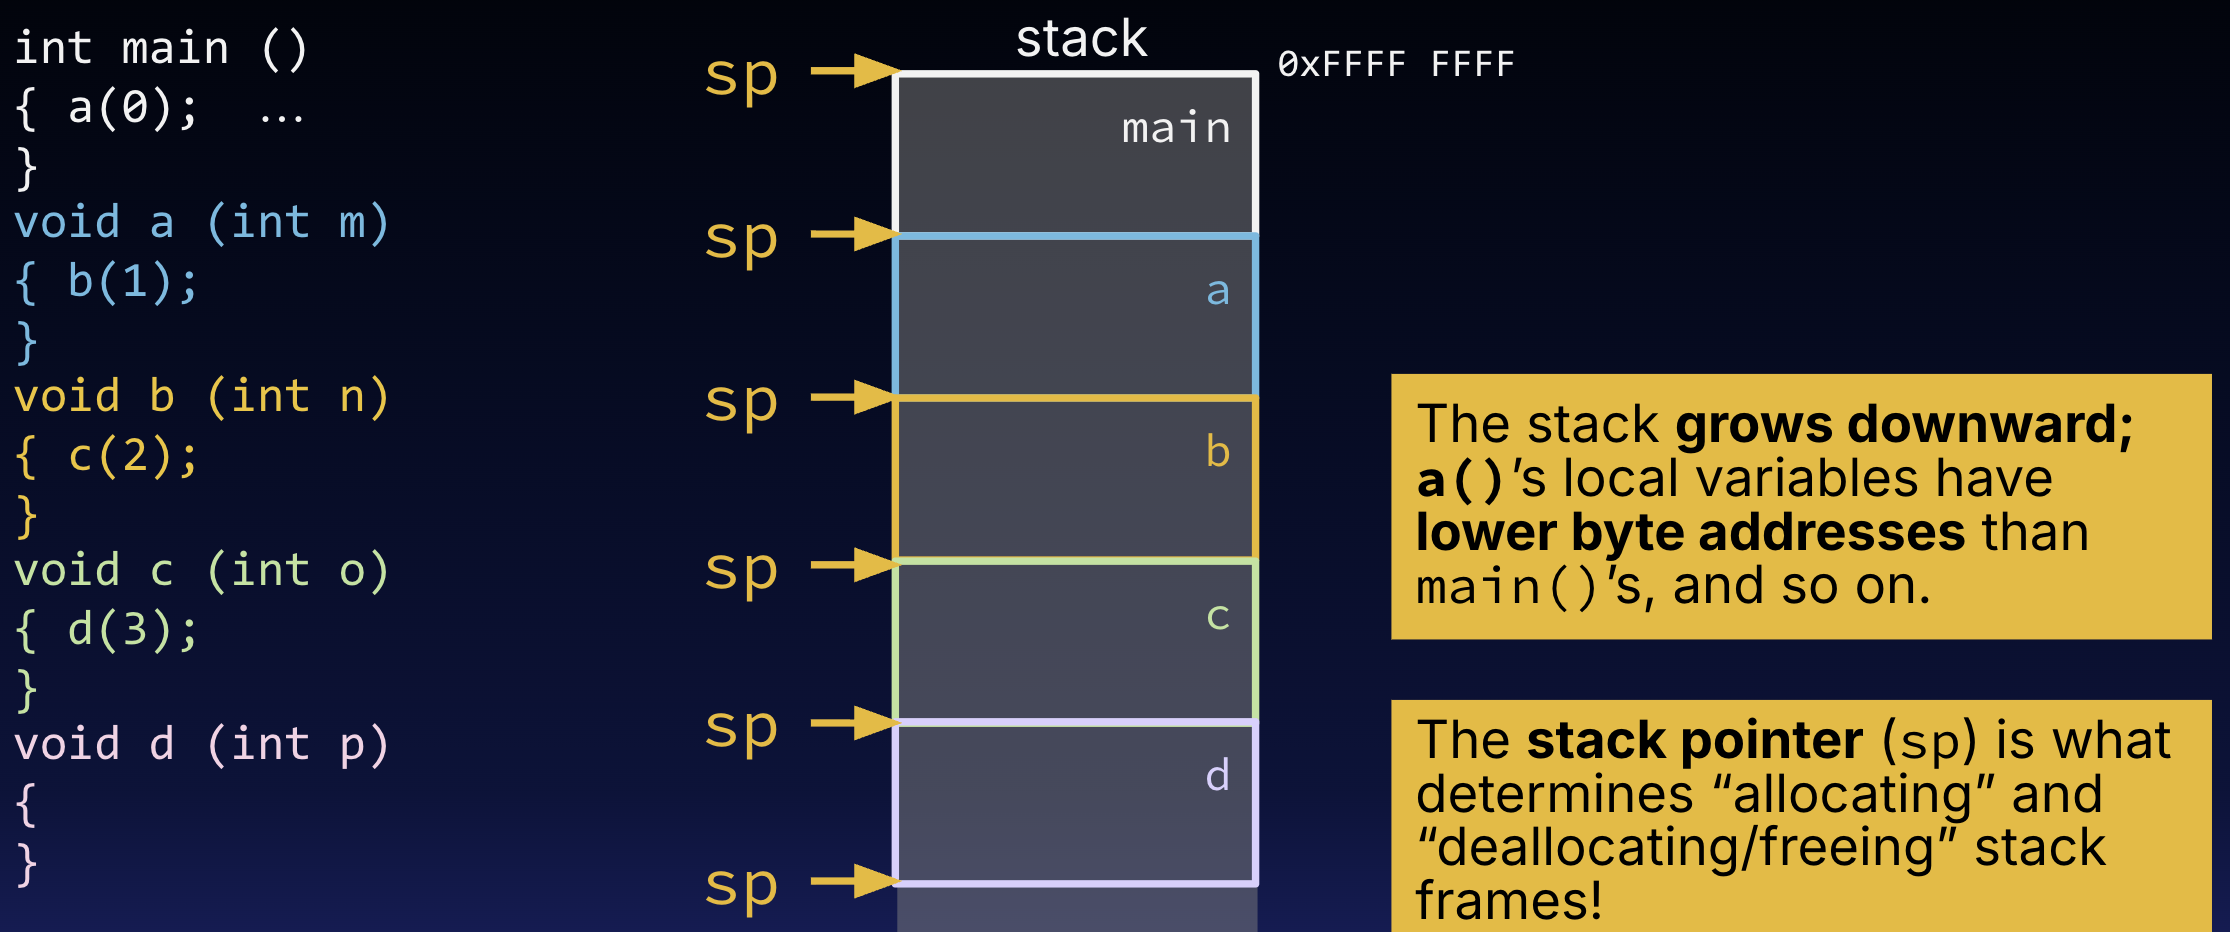 int main ()
{ a(0);  …
}
void a (int m)
{ b(1);
}
void b (int n)
{ c(2);
}
void c (int o)
{ d(3);
}
void d (int p)
{
}
stack
0xFFFF FFFF
sp
main
sp
a
sp
b
sp
c
sp
d
sp
The stack grows downward;
a()’s local variables have
lower byte addresses than
main()’s, and so on.
The stack pointer (sp) is what
determines “allocating” and
“deallocating/freeing” stack
frames!